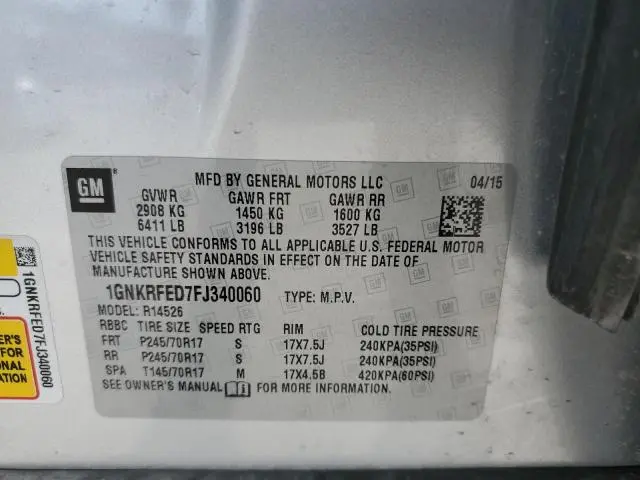 GM
MFD BY GENERAL MOTORS LLC 04/15
GVWR GAWR FRT GAWR RR
2908 KG 1450 KG 1600 KG
6411 LB 3196 LB 3527 LB
THIS VEHICLE CONFORMS TO ALL APPLICABLE U.S. FEDERAL MOTOR
VEHICLE SAFETY STANDARDS IN EFFECT ON THE DATE OF
MANUFACTURE SHOWN ABOVE.
1GNKRFED7FJ340060 TYPE: M.P.V.
MODEL: R14526
RBBC TIRE SIZE SPEED RTG RIM COLD TIRE PRESSURE
FRT P245/70R17 S 17X7.5J 240KPA(35PSI)
RR P245/70R17 S 17X7.5J 240KPA(35PSI)
SPA T145/70R17 M 17X4.5B 420KPA(60PSI)
SEE OWNER'S MANUAL FOR MORE INFORMATION.
1GNKRFED7FJ340060